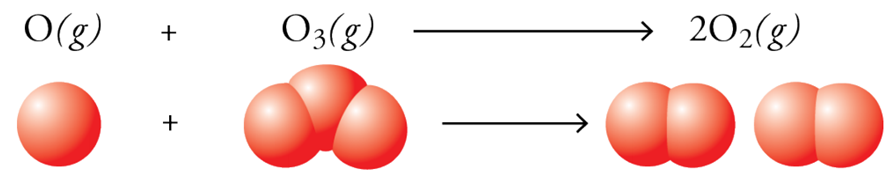 O(g) + O₃(g) ⟶ 2O₂(g)
+ ⟶